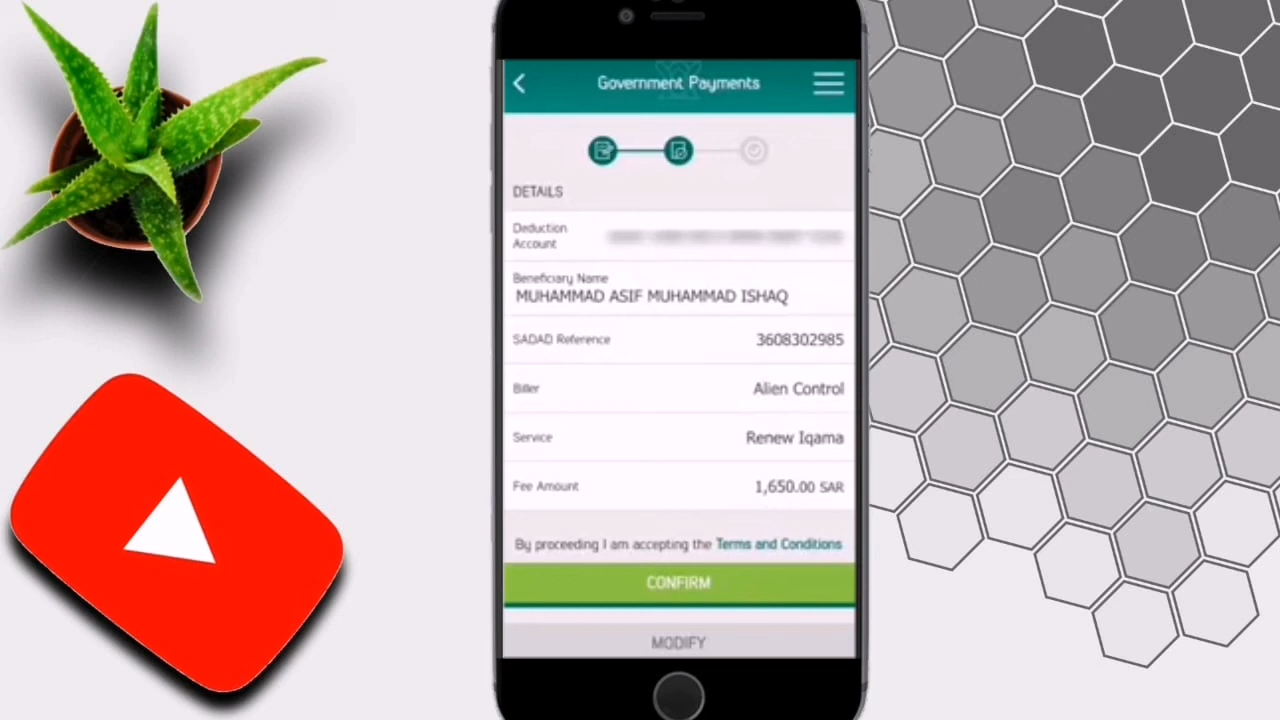 Government Payments
DETAILS
Deduction
Account
Beneficiary Name
MUHAMMAD ASIF MUHAMMAD ISHAQ
SADAD Reference 3608302985
Biller Alien Control
Service Renew Iqama
Fee Amount 1,650.00 SAR
By proceeding I am accepting the Terms and Conditions
CONFIRM
MODIFY